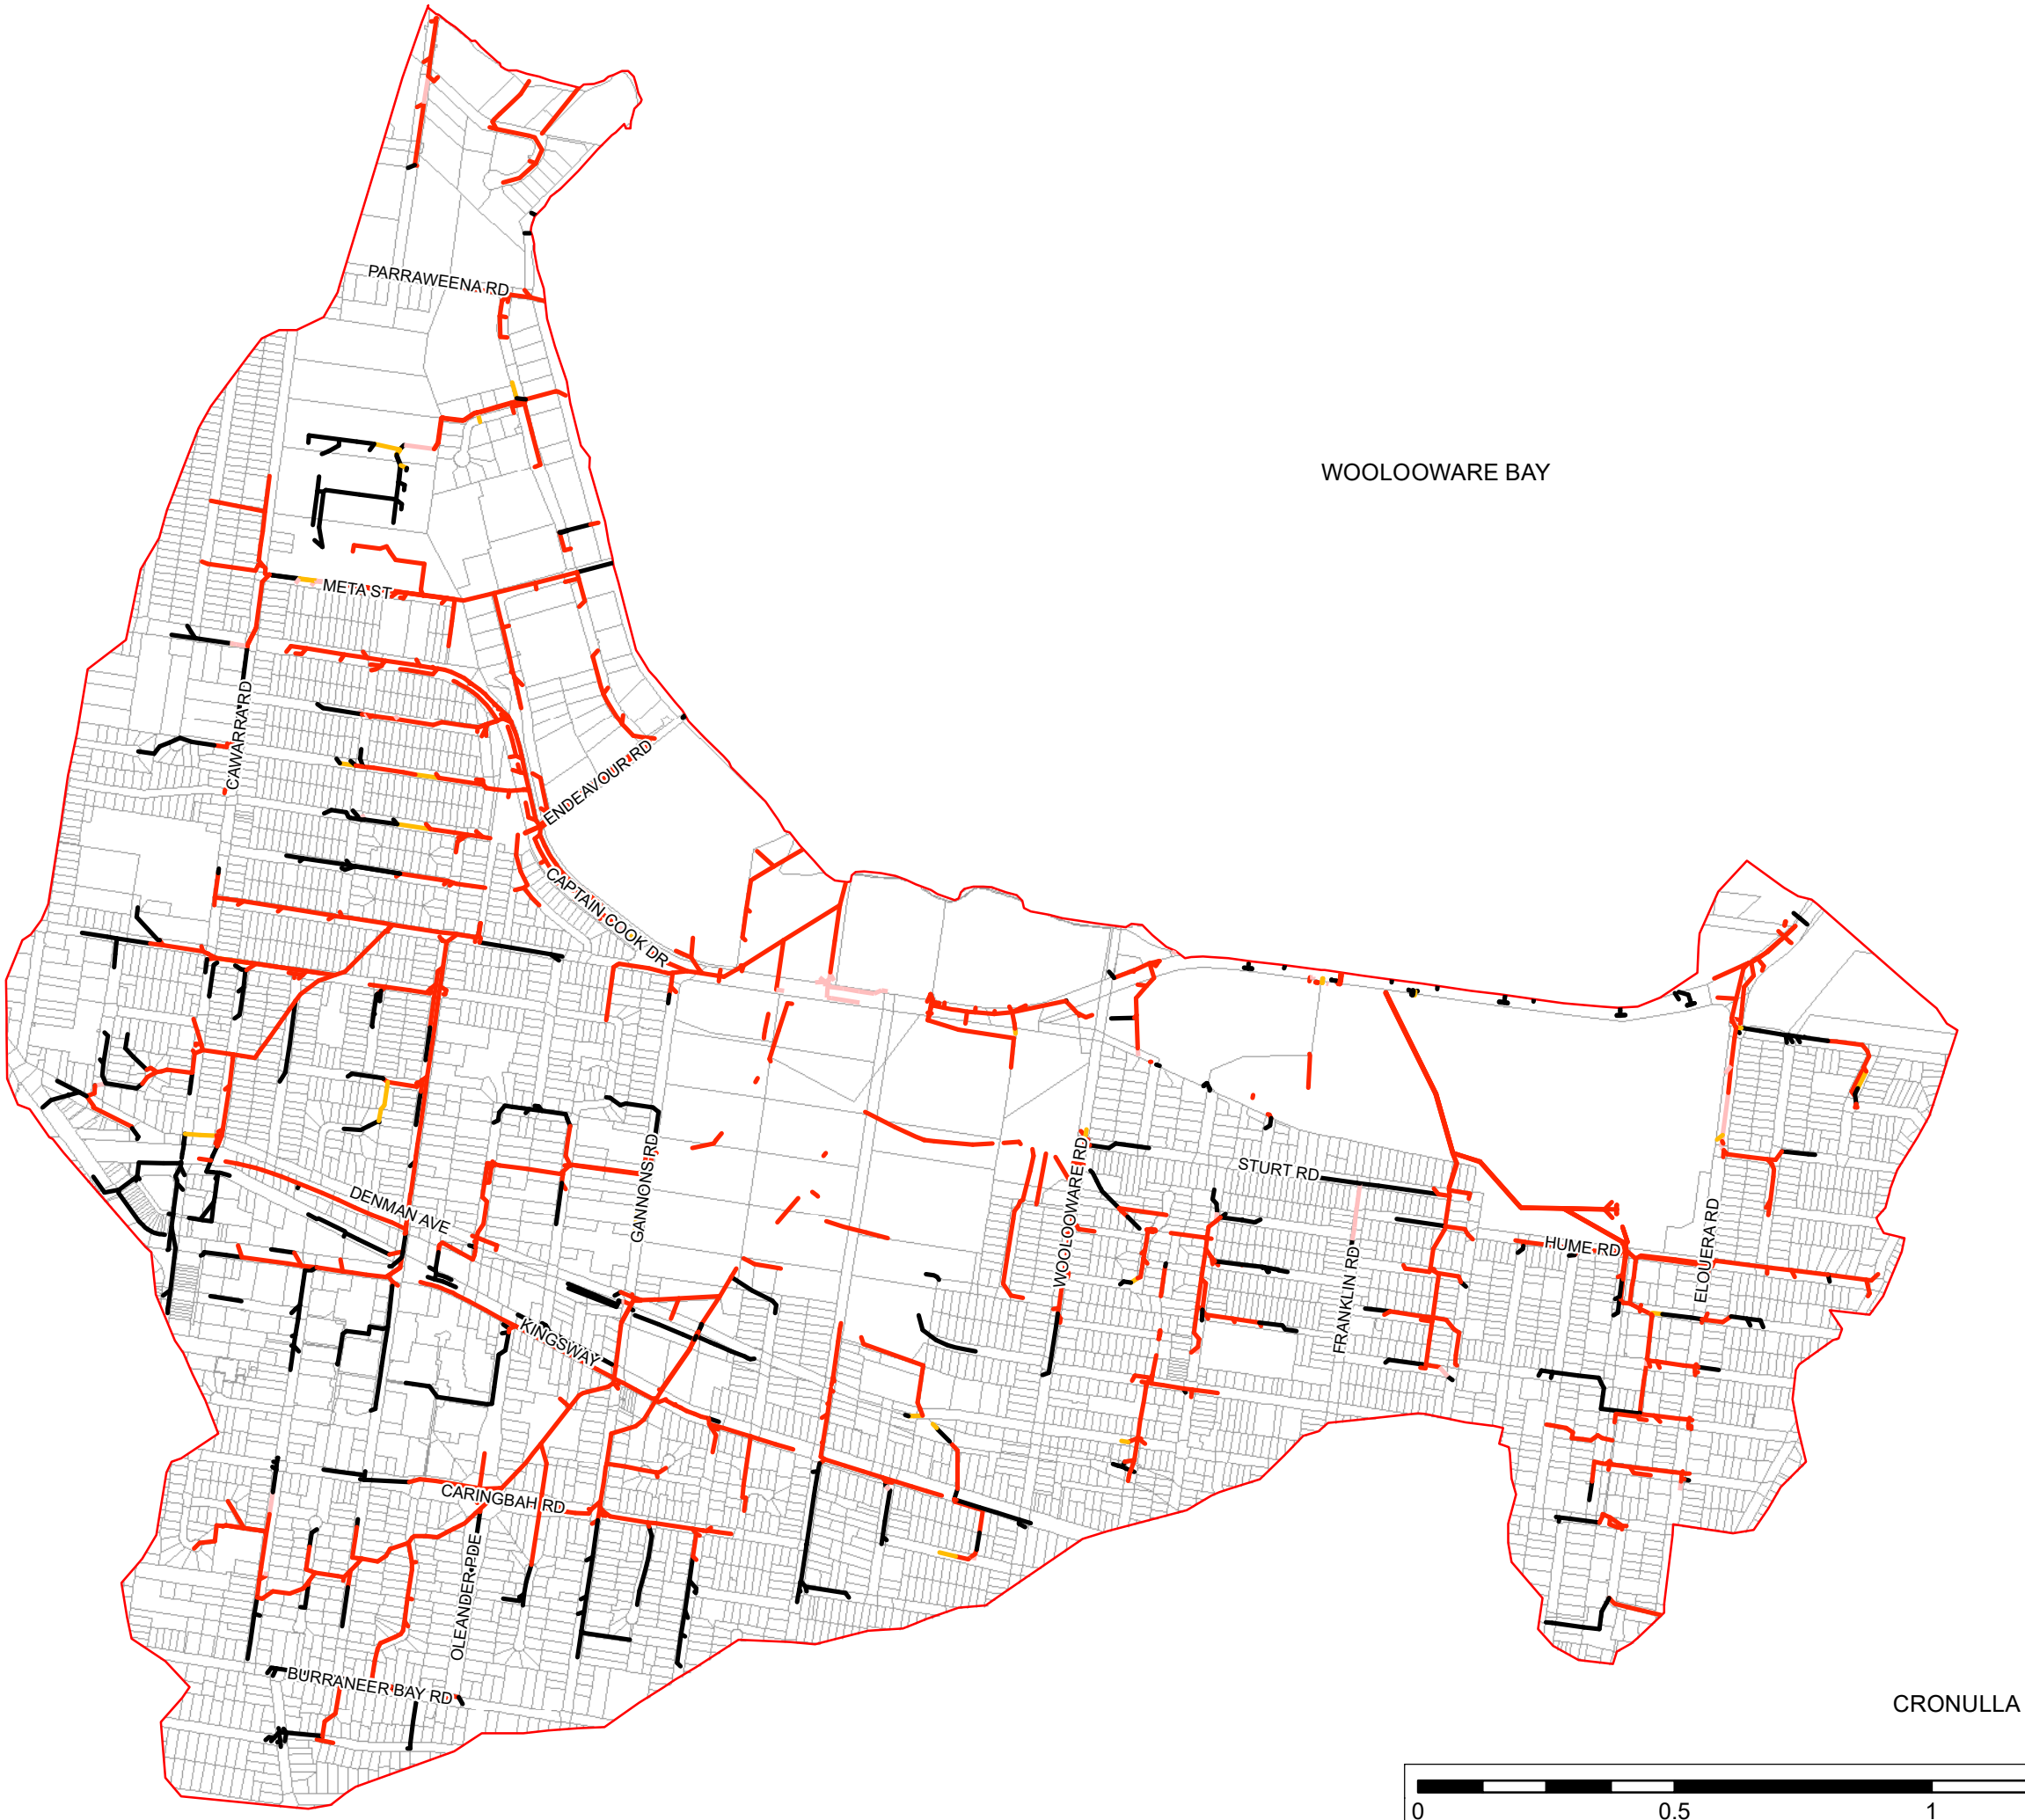 PARRAWEENA RD
WOOLOOWARE BAY
META ST
CAWARRA RD
ENDEAVOUR RD
CAPTAIN COOK DR
STURT RD
DENMAN AVE
GANNONS RD
WOOLOOWARE RD
HUME RD
ELOUERA RD
FRANKLIN RD
KINGSWAY
CARINGBAH RD
OLEANDER PDE
BURRANEER BAY RD
CRONULLA
0 0.5 1